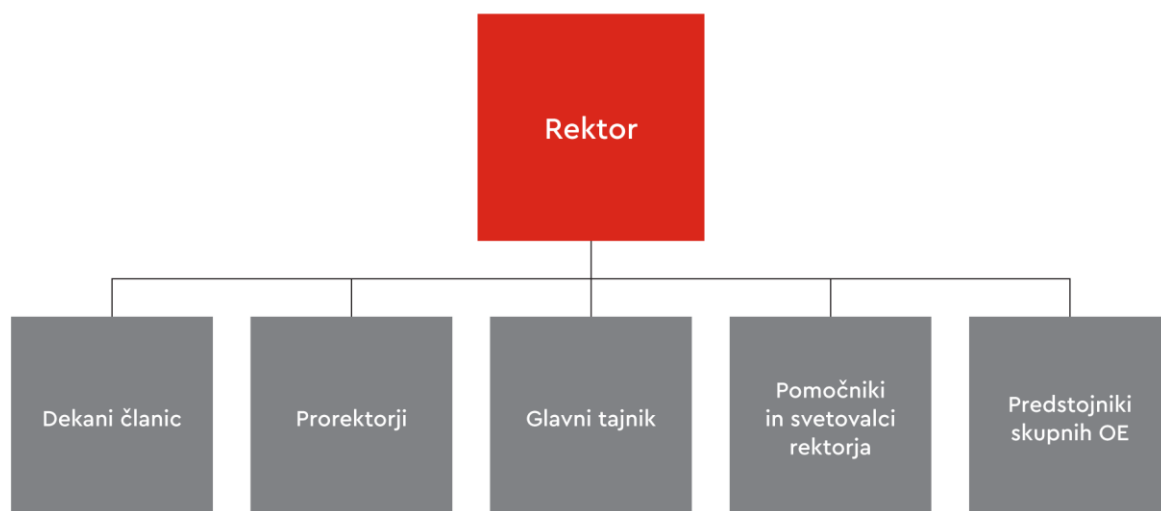 Rektor
Dekani članic
Prorektorji
Glavni tajnik
Pomočniki
in svetovalci
rektorja
Predstojniki
skupnih OE